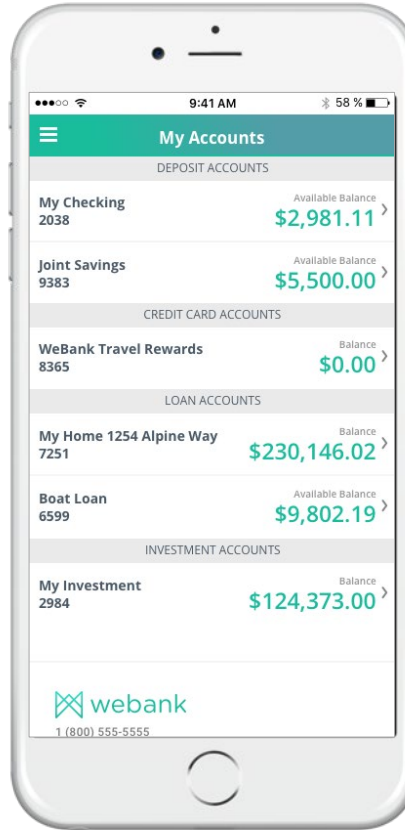 9:41 AM
58 %
My Accounts
DEPOSIT ACCOUNTS
Available Balance
My Checking
$2,981.11
2038
Available Balance
Joint Savings
$5,500.00
9383
CREDIT CARD ACCOUNTS
Balance
WeBank Travel Rewards
$0.00
8365
LOAN ACCOUNTS
Balance
My Home 1254 Alpine Way
$230,146.02
7251
Available Balance
Boat Loan
$9,802.19
6599
INVESTMENT ACCOUNTS
Balance
My Investment
$124,373.00
2984
webank
1 (800) 555-5555